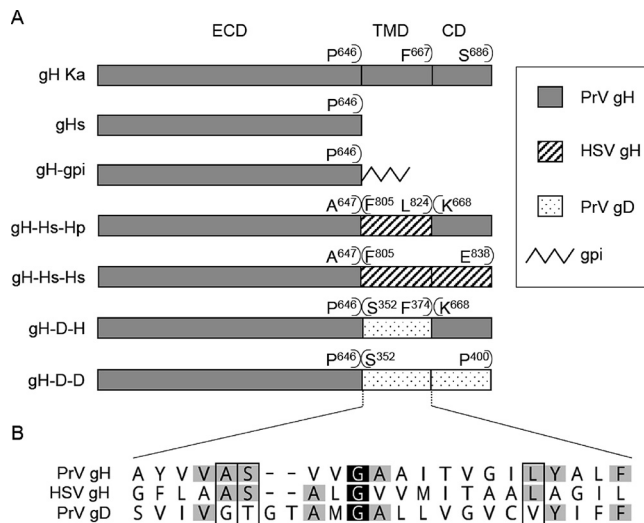 A
ECD TMD CD
gH Ka P⁶⁴⁶ F⁶⁶⁷ S⁶⁸⁶
gHs P⁶⁴⁶
gH-gpi P⁶⁴⁶
gH-Hs-Hp A⁶⁴⁷ F⁸⁰⁵ L⁸²⁴ K⁶⁶⁸
gH-Hs-Hs A⁶⁴⁷ F⁸⁰⁵ E⁸³⁸
gH-D-H P⁶⁴⁶ S³⁵² F³⁷⁴ K⁶⁶⁸
gH-D-D P⁶⁴⁶ S³⁵² P⁴⁰⁰
PrV gH
HSV gH
PrV gD
gpi
B
PrV gH A Y V V A S - - V V G A A I T V G I L Y A L F
HSV gH G F L A A S - - A L G V V M I T A A L A G I L
PrV gD S V I V G T G T A M G A L L V G V C V Y I F F